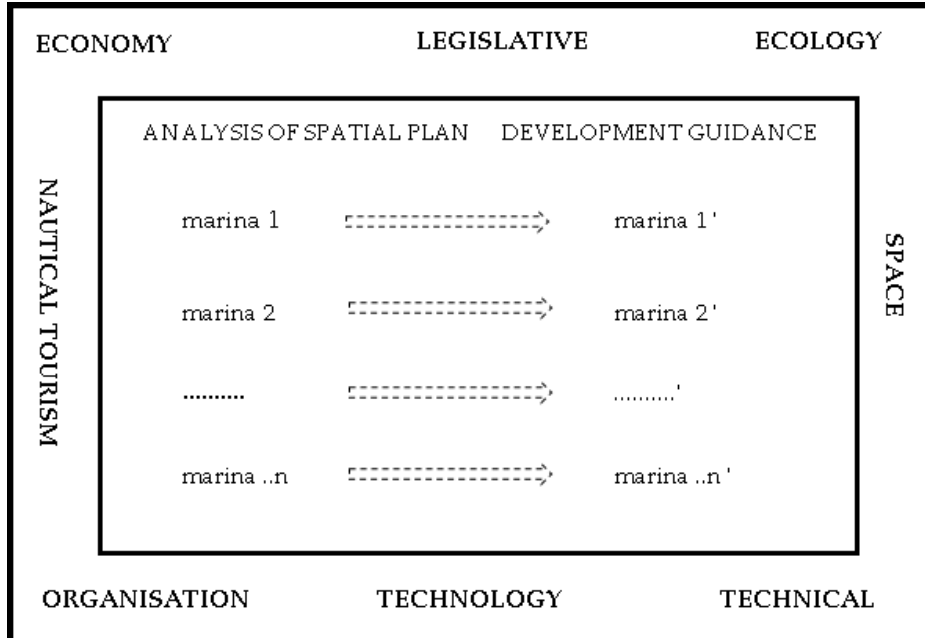 ECONOMY LEGISLATIVE ECOLOGY
ANALYSIS OF SPATIAL PLAN DEVELOPMENT GUIDANCE
NAUTICAL TOURISM
marina 1 marina 1'
marina 2 marina 2'
.......... ..........'
marina ..n marina ..n'
SPACE
ORGANISATION TECHNOLOGY TECHNICAL